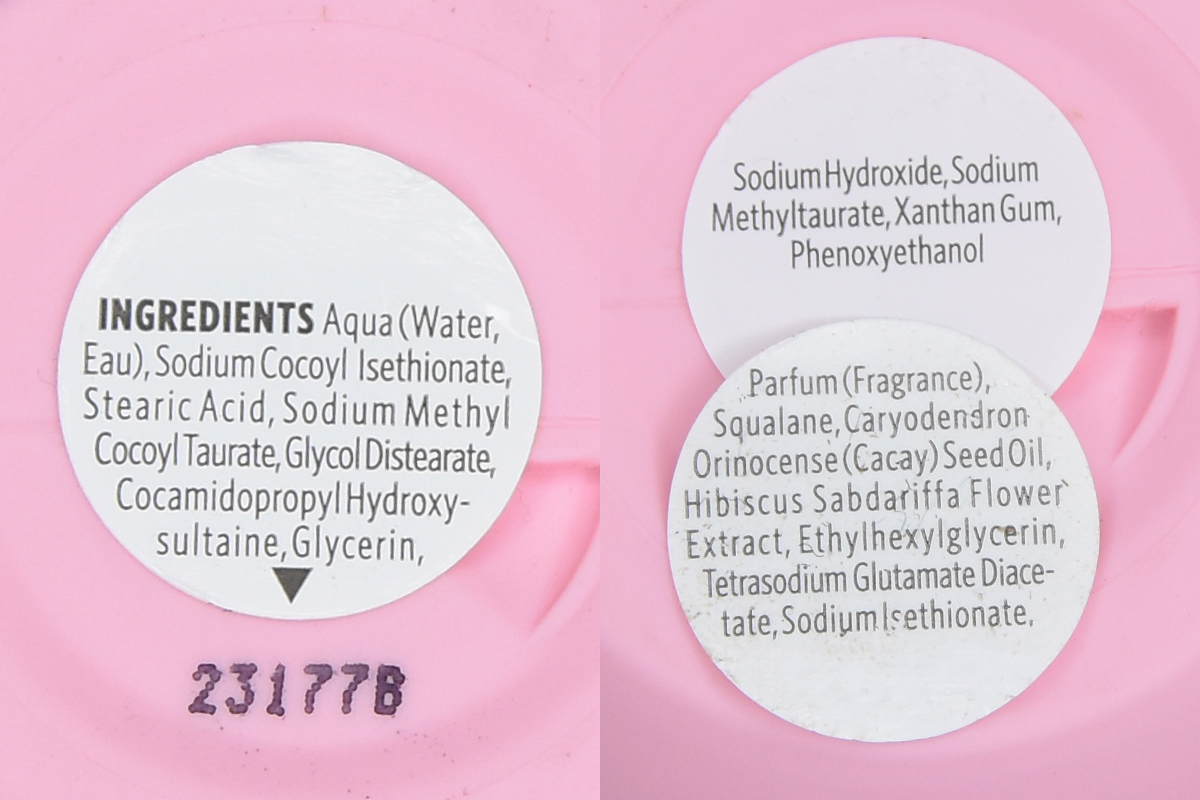 INGREDIENTS Aqua (Water,
Eau), Sodium Cocoyl Isethionate,
Stearic Acid, Sodium Methyl
Cocoyl Taurate, Glycol Distearate,
Cocamidopropyl Hydroxy-
sultaine, Glycerin,
23177B
Sodium Hydroxide, Sodium
Methyltaurate, Xanthan Gum,
Phenoxyethanol
Parfum (Fragrance),
Squalane, Caryodendron
Orinocense (Cacay) Seed Oil,
Hibiscus Sabdariffa Flower
Extract, Ethylhexylglycerin,
Tetrasodium Glutamate Diace-
tate, Sodium Isethionate,